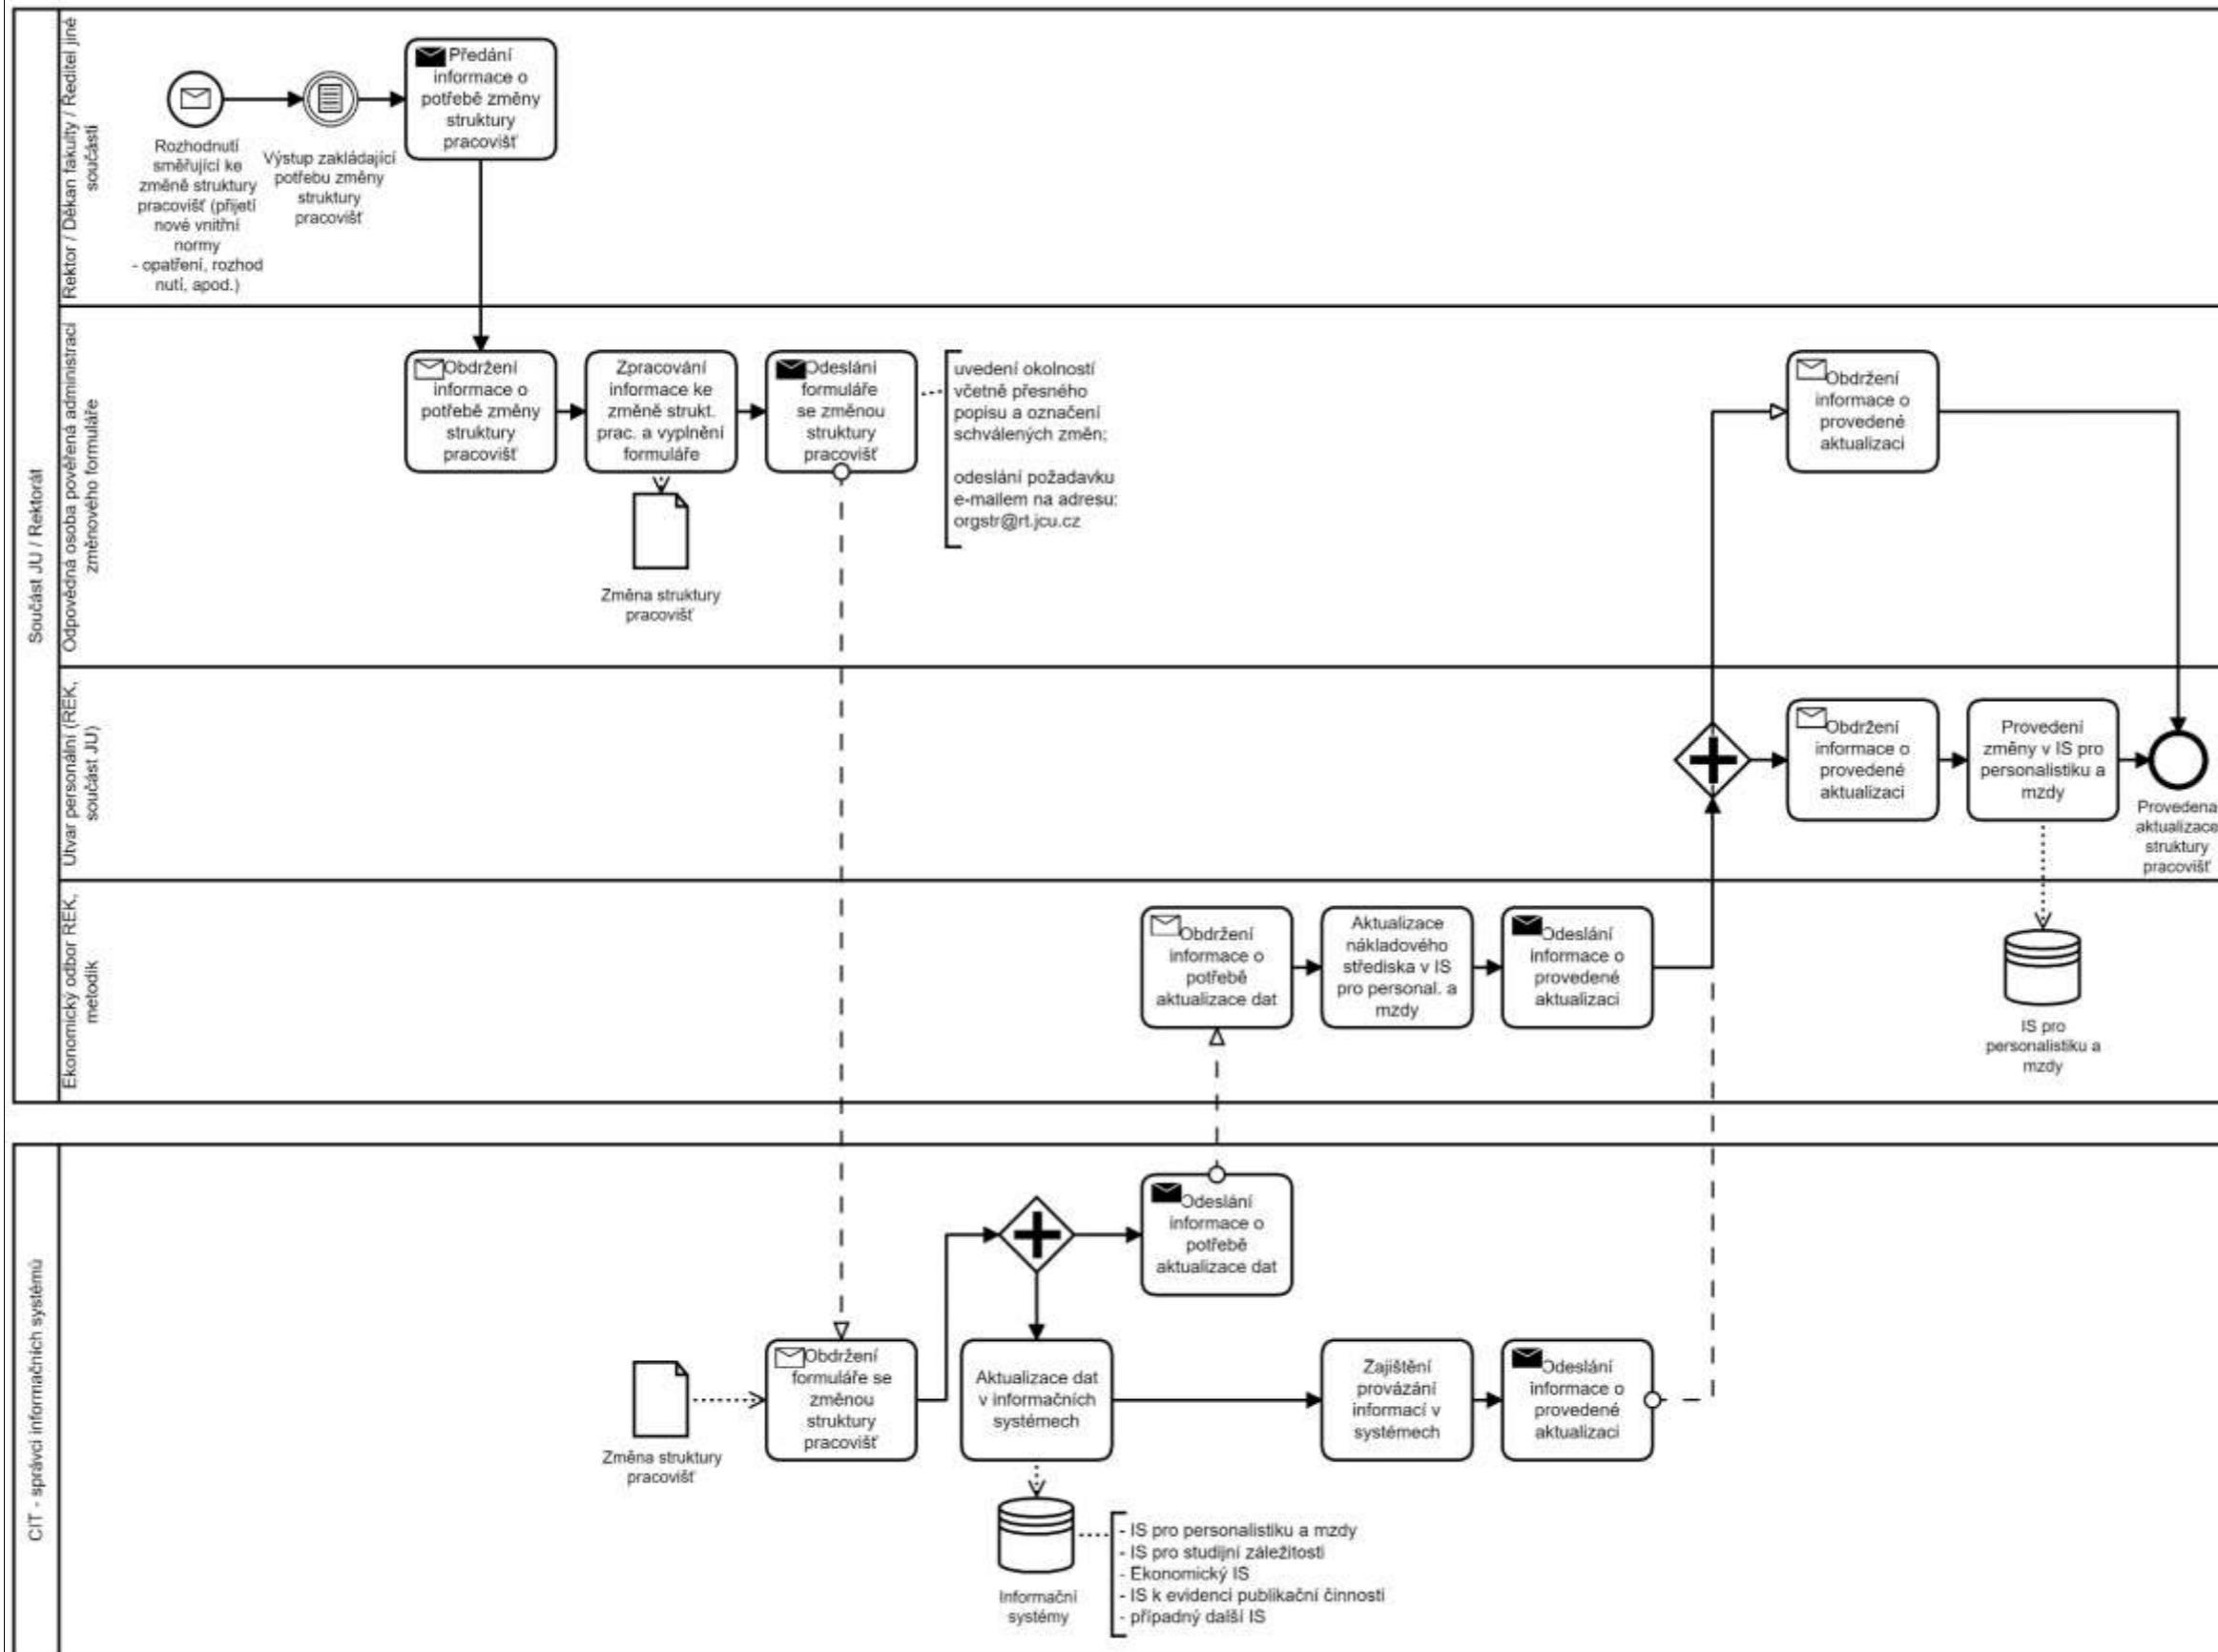 Součást JU / Rektorát
Rektor / Děkan fakulty / Ředitel jiné
součásti
Rozhodnutí
směřující ke
změně struktury
pracovišť (přijetí
nové vnitřní
normy
- opatření, rozhod
nutí, apod.)
Výstup zakládající
potřebu změny
struktury
pracovišť
Předání
informace o
potřebě změny
struktury
pracovišť
Odpovědná osoba pověřená administrací
změnového formuláře
Obdržení
informace o
potřebě změny
struktury
pracovišť
Zpracování
informace ke
změně strukt.
prac. a vyplnění
formuláře
Změna struktury
pracovišť
Odeslání
formuláře
se změnou
struktury
pracovišť
uvedení okolností
včetně přesného
popisu a označení
schválených změn;
odeslání požadavku
e-mailem na adresu:
orgstr@rt.jcu.cz
Obdržení
informace o
provedené
aktualizaci
Útvar personální (REK,
součást JU)
Obdržení
informace o
provedené
aktualizaci
Provedení
změny v IS pro
personalistiku a
mzdy
Provedena
aktualizace
struktury
pracovišť
Ekonomický odbor REK,
metodik
Obdržení
informace o
potřebě
aktualizace dat
Aktualizace
nákladového
střediska v IS
pro personal. a
mzdy
Odeslání
informace o
provedené
aktualizaci
IS pro
personalistiku a
mzdy
CIT - správci informačních systémů
Změna struktury
pracovišť
Obdržení
formuláře se
změnou
struktury
pracovišť
Odeslání
informace o
potřebě
aktualizace dat
Aktualizace dat
v informačních
systémech
Zajištění
provázání
informací v
systémech
Odeslání
informace o
provedené
aktualizaci
Informační
systémy
- IS pro personalistiku a mzdy
- IS pro studijní záležitosti
- Ekonomický IS
- IS k evidenci publikační činnosti
- případný další IS